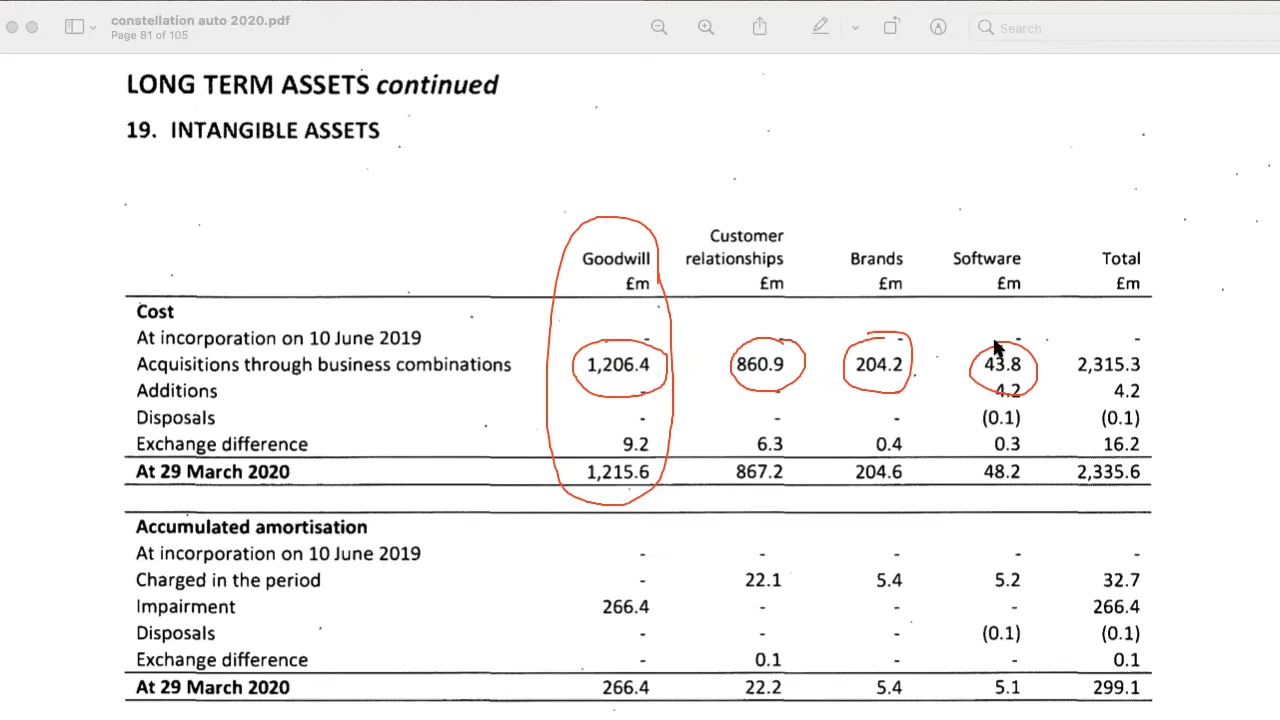 constellation auto 2020.pdf
Page 81 of 105
Search
LONG TERM ASSETS continued
19. INTANGIBLE ASSETS
Customer
Goodwill relationships Brands Software Total
£m £m £m £m £m
Cost
At incorporation on 10 June 2019 - - - - -
Acquisitions through business combinations 1,206.4 860.9 204.2 43.8 2,315.3
Additions - - - 4.2 4.2
Disposals - - - (0.1) (0.1)
Exchange difference 9.2 6.3 0.4 0.3 16.2
At 29 March 2020 1,215.6 867.2 204.6 48.2 2,335.6
Accumulated amortisation
At incorporation on 10 June 2019 - - - - -
Charged in the period - 22.1 5.4 5.2 32.7
Impairment 266.4 - - - 266.4
Disposals - - - (0.1) (0.1)
Exchange difference - 0.1 - - 0.1
At 29 March 2020 266.4 22.2 5.4 5.1 299.1